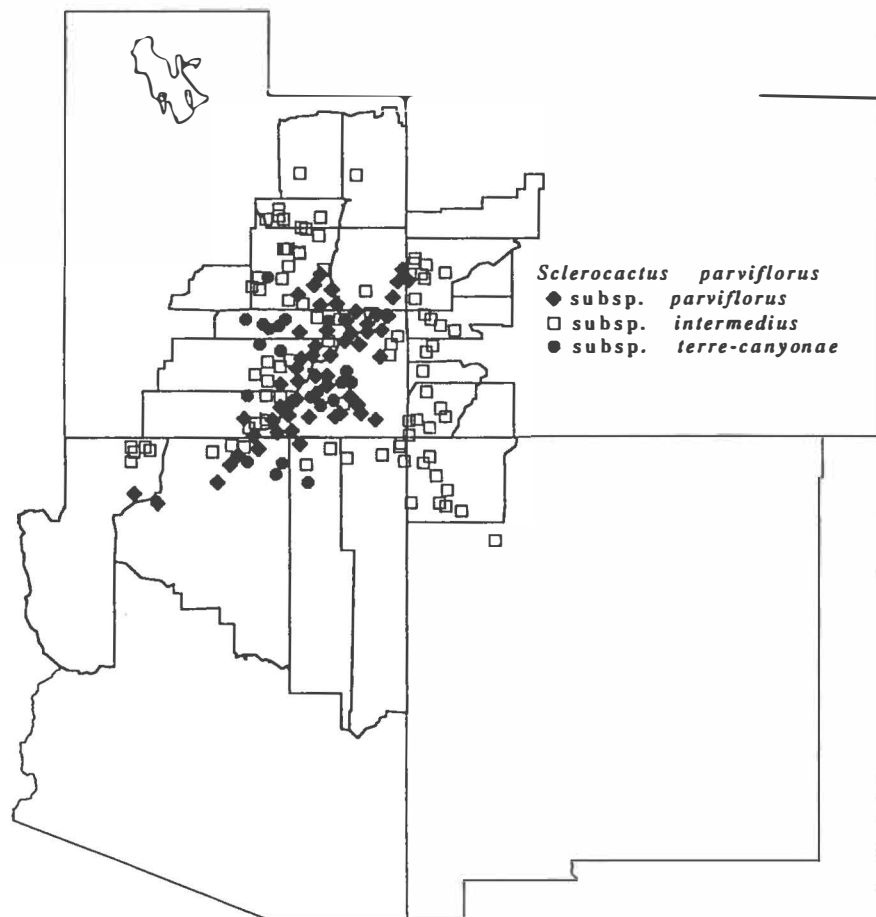 Sclerocactus parviflorus
◆ subsp. parviflorus
□ subsp. intermedius
● subsp. terre-canyonae